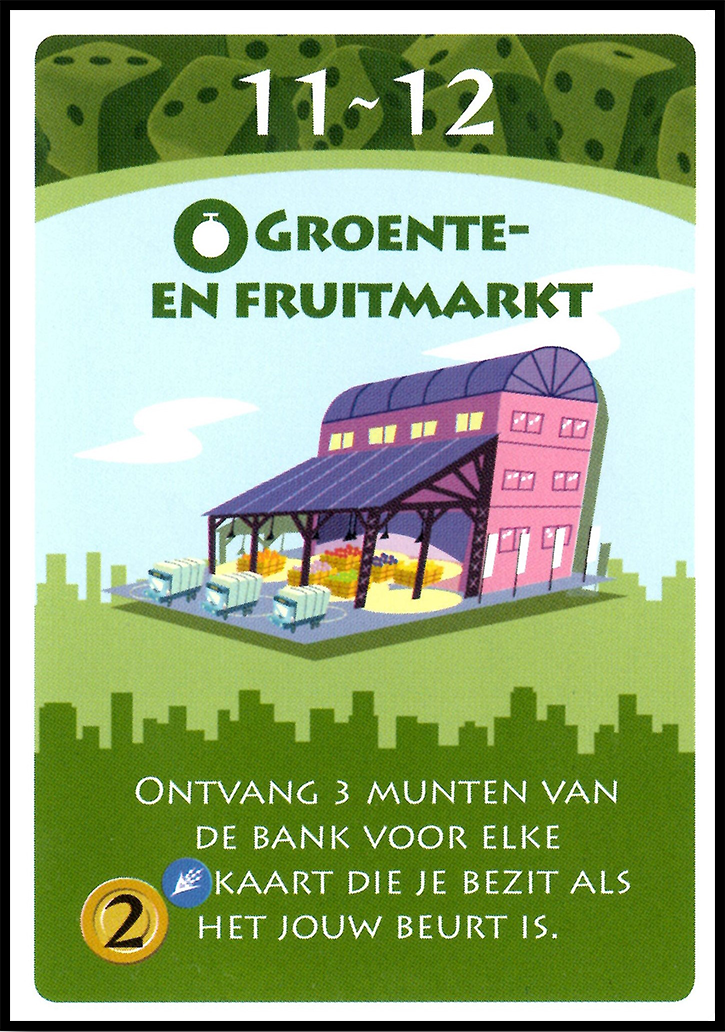 11~12
GROENTE-
EN FRUITMARKT
ONTVANG 3 MUNTEN VAN
DE BANK VOOR ELKE
KAART DIE JE BEZIT ALS
HET JOUW BEURT IS.
2